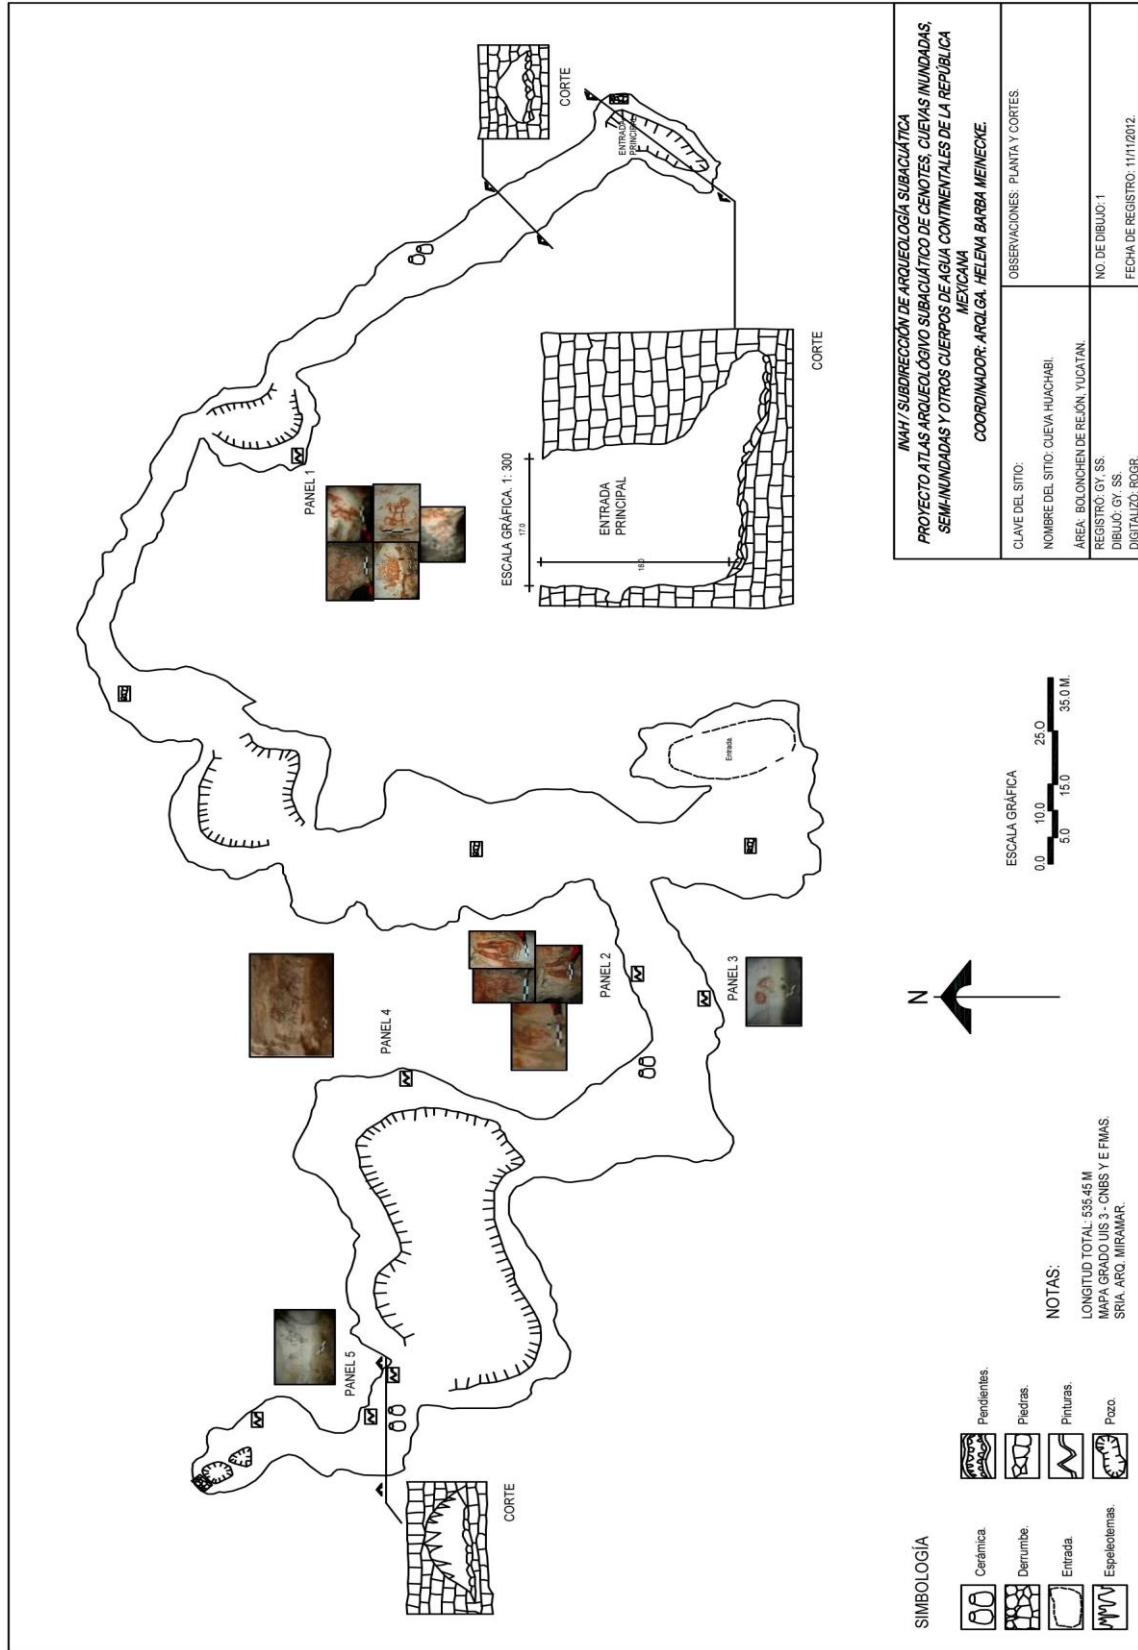 INAH / SUBDIRECCIÓN DE ARQUEOLOGÍA SUBACUÁTICA
PROYECTO ATLAS ARQUEOLÓGIVO SUBACUÁTICO DE CENOTES, CUEVAS INUNDADAS,
SEMI-INUNDADAS Y OTROS CUERPOS DE AGUA CONTINENTALES DE LA REPÚBLICA
MEXICANA
COORDINADOR: ARQLGA. HELENA BARBA MEINECKE.
CLAVE DEL SITIO:
OBSERVACIONES: PLANTA Y CORTES.
NOMBRE DEL SITIO: CUEVA HUACHABI.
ÁREA: BOLONCHEN DE REJÓN, YUCATAN.
REGISTRÓ: GY, SS.
DIBUJÓ: GY. SS.
DIGITALIZÓ: ROGR.
NO. DE DIBUJO: 1
FECHA DE REGISTRO: 11/11/2012.
CORTE
ENTRADA
PRINCIPAL
PANEL 1
ESCALA GRÁFICA. 1: 300
17.0
18.0
ENTRADA
PRINCIPAL
CORTE
Entrada.
PANEL 4
PANEL 2
PANEL 3
PANEL 5
CORTE
N
ESCALA GRÁFICA
0.0 10.0 25.0
5.0 15.0 35.0 M.
SIMBOLOGÍA
Cerámica.
Pendientes.
Derrumbe.
Piedras.
Entrada.
Pinturas.
Espeleotemas.
Pozo.
NOTAS:
LONGITUD TOTAL: 535.45 M
MAPA GRADO UIS 3 - CNBS Y E FMAS.
SRIA. ARQ. MIRAMAR.